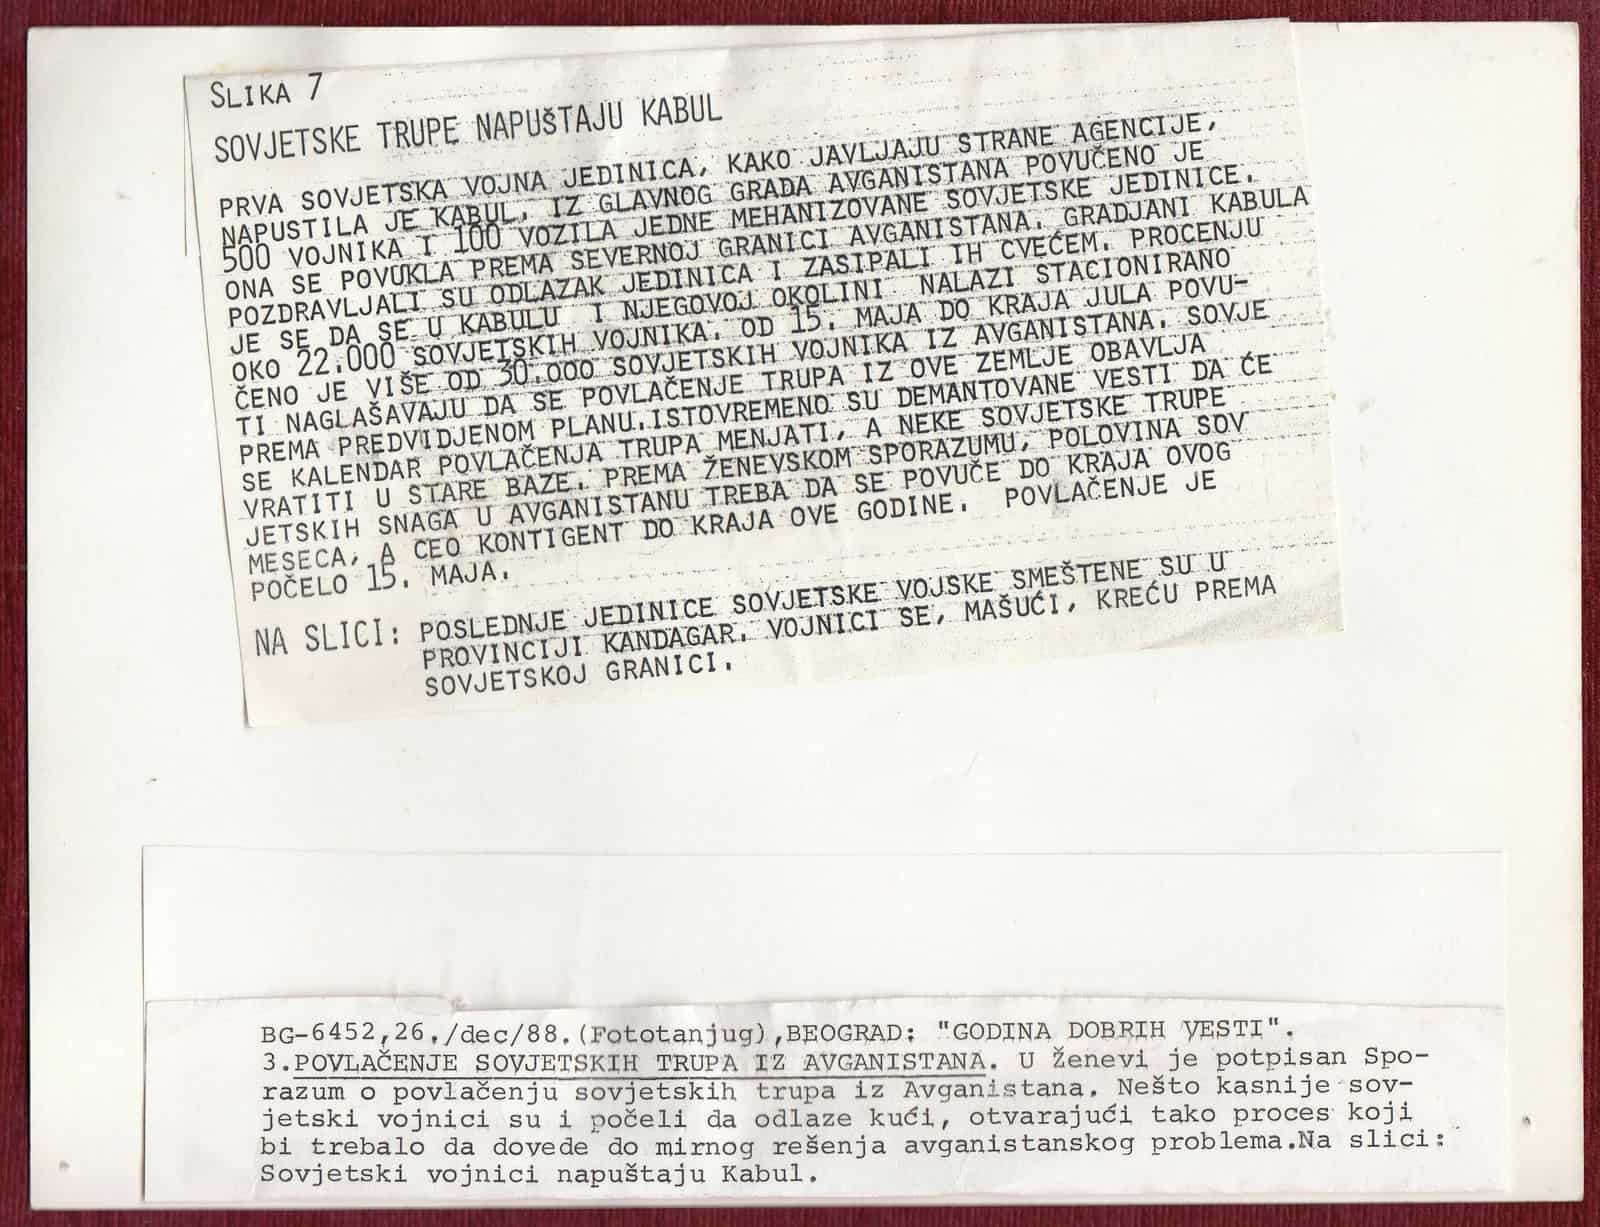 SLIKA 7
SOVJETSKE TRUPE NAPUŠTAJU KABUL
PRVA SOVJETSKA VOJNA JEDINICA, KAKO JAVLJAJU STRANE AGENCIJE,
NAPUSTILA JE KABUL. IZ GLAVNOG GRADA AVGANISTANA POVUČENO JE
500 VOJNIKA I 100 VOZILA JEDNE MEHANIZOVANE SOVJETSKE JEDINICE.
ONA SE POVUKLA PREMA SEVERNOJ GRANICI AVGANISTANA. GRADJANI KABULA
POZDRAVLJALI SU ODLAZAK JEDINICA I ZASIPALI IH CVEĆEM. PROCENJU
JE SE DA SE U KABULU I NJEGOVOJ OKOLINI NALAZI STACIONIRANO
OKO 22.000 SOVJETSKIH VOJNIKA. OD 15. MAJA DO KRAJA JULA POVU-
ČENO JE VIŠE OD 30.000 SOVJETSKIH VOJNIKA IZ AVGANISTANA. SOVJE
TI NAGLAŠAVAJU DA SE POVLAČENJE TRUPA IZ OVE ZEMLJE OBAVLJA
PREMA PREDVIDJENOM PLANU.ISTOVREMENO SU DEMANTOVANE VESTI DA ĆE
SE KALENDAR POVLAČENJA TRUPA MENJATI, A NEKE SOVJETSKE TRUPE
VRATITI U STARE BAZE. PREMA ŽENEVSKOM SPORAZUMU, POLOVINA SOV
JETSKIH SNAGA U AVGANISTANU TREBA DA SE POVUČE DO KRAJA OVOG
MESECA, A CEO KONTIGENT DO KRAJA OVE GODINE. POVLAČENJE JE
POČELO 15. MAJA.
NA SLICI: POSLEDNJE JEDINICE SOVJETSKE VOJSKE SMEŠTENE SU U
PROVINCIJI KANDAGAR. VOJNICI SE, MAŠUĆI, KREĆU PREMA
SOVJETSKOJ GRANICI.
BG-6452,26./dec/88.(Fototanjug),BEOGRAD: "GODINA DOBRIH VESTI".
3.POVLAČENJE SOVJETSKIH TRUPA IZ AVGANISTANA. U Ženevi je potpisan Spo-
razum o povlačenju sovjetskih trupa iz Avganistana. Nešto kasnije sov-
jetski vojnici su i počeli da odlaze kući, otvarajući tako proces koji
bi trebalo da dovede do mirnog rešenja avganistanskog problema.Na slici:
Sovjetski vojnici napuštaju Kabul.